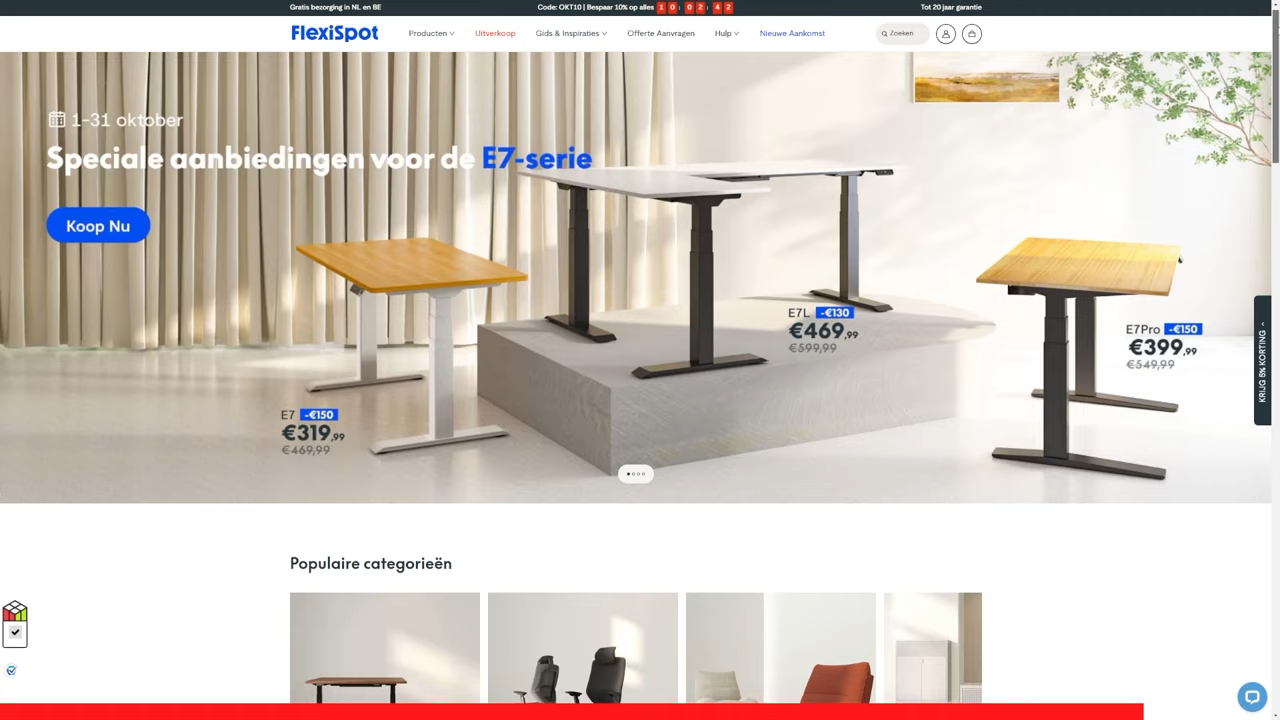 Gratis bezorging in NL en BE
Code: OKT10 | Bespaar 10% op alles 1 0 : 0 2 : 4 2
Tot 20 jaar garantie
FlexiSpot
Producten
Uitverkoop
Gids & Inspiraties
Offerte Aanvragen
Hulp
Nieuwe Aankomst
Zoeken
1-31 oktober
Speciale aanbiedingen voor de E7-serie
Koop Nu
E7L -€130
€469,99
€599,99
E7Pro -€150
€399,99
€549,99
E7 -€150
€319,99
€469,99
KRIJG 5% KORTING
Populaire categorieën